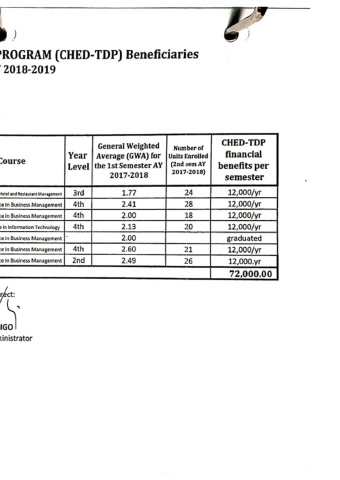 PROGRAM (CHED-TDP) Beneficiaries
2018-2019
Course Year Level General Weighted Average (GWA) for the 1st Semester AY 2017-2018 Number of Units Enrolled (2nd sem AY 2017-2018) CHED-TDP financial benefits per semester
Hotel and Restaurant Management 3rd 1.77 24 12,000/yr
ce in Business Management 4th 2.41 28 12,000/yr
ce in Business Management 4th 2.00 18 12,000/yr
e in Information Technology 4th 2.13 20 12,000/yr
ce in Business Management 2.00 graduated
ce in Business Management 4th 2.60 21 12,000/yr
ce in Business Management 2nd 2.49 26 12,000.yr
72,000.00
rect:
IGO
ministrator